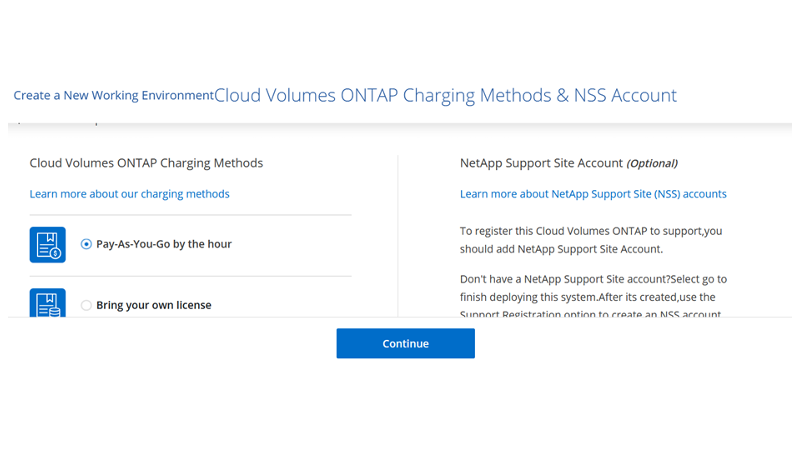 Create a New Working Environment Cloud Volumes ONTAP Charging Methods & NSS Account
Cloud Volumes ONTAP Charging Methods
Learn more about our charging methods
Pay-As-You-Go by the hour
Bring your own license
NetApp Support Site Account (Optional)
Learn more about NetApp Support Site (NSS) accounts
To register this Cloud Volumes ONTAP to support,you
should add NetApp Support Site Account.
Don't have a NetApp Support Site account?Select go to
finish deploying this system.After its created,use the
Support Registration option to create an NSS account
Continue